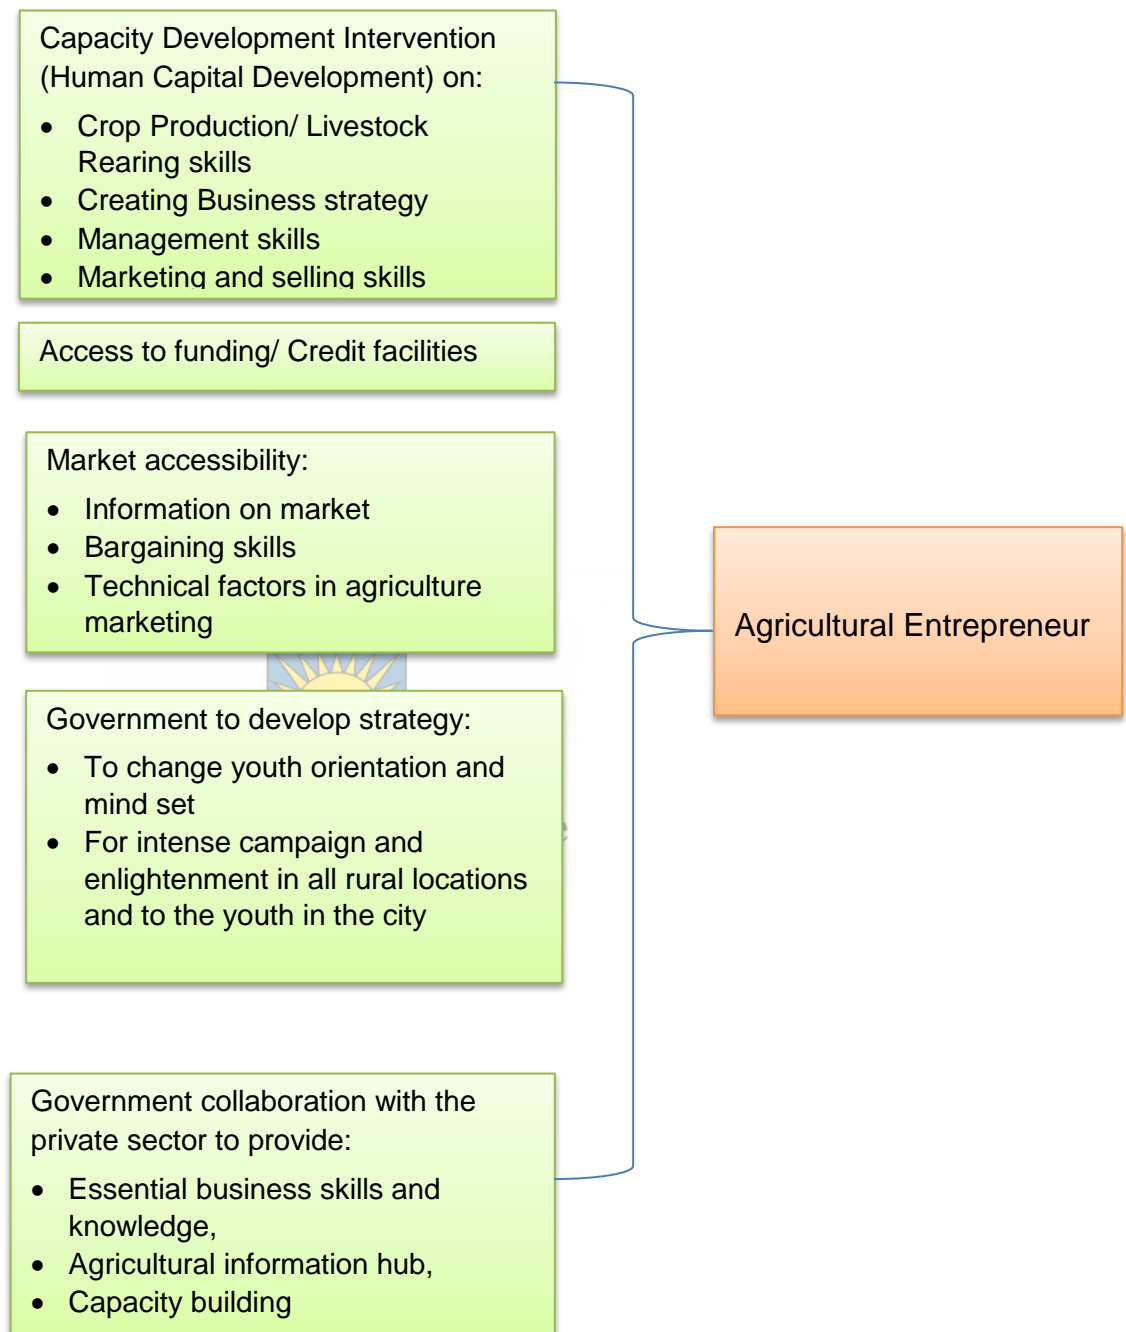 Capacity Development Intervention
(Human Capital Development) on:
• Crop Production/ Livestock
Rearing skills
• Creating Business strategy
• Management skills
• Marketing and selling skills
Access to funding/ Credit facilities
Market accessibility:
• Information on market
• Bargaining skills
• Technical factors in agriculture
marketing
Agricultural Entrepreneur
Government to develop strategy:
• To change youth orientation and
mind set
• For intense campaign and
enlightenment in all rural locations
and to the youth in the city
Government collaboration with the
private sector to provide:
• Essential business skills and
knowledge,
• Agricultural information hub,
• Capacity building